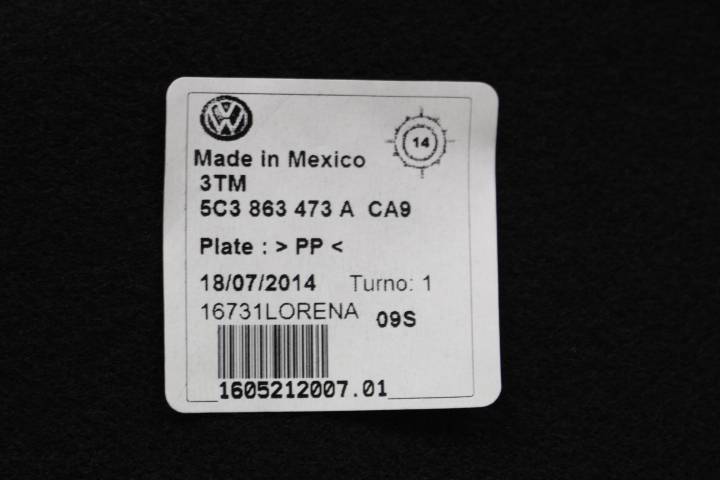 VW
14
Made in Mexico
3TM
5C3 863 473 A CA9
Plate : > PP <
18/07/2014 Turno: 1
16731LORENA 09S
1605212007.01